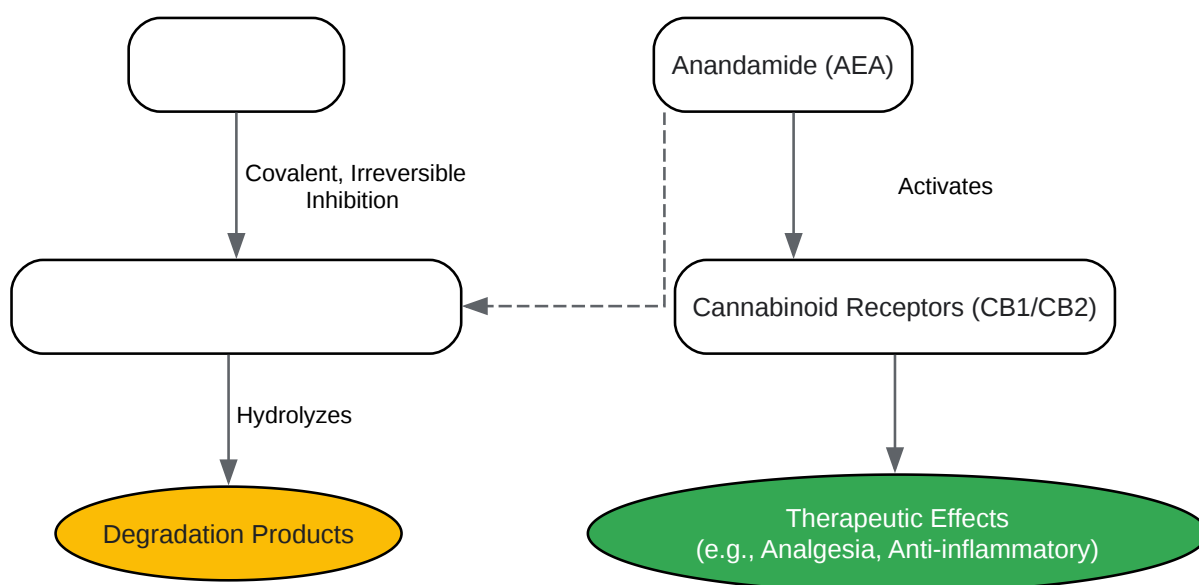 Anandamide (AEA)
Covalent, Irreversible
Inhibition
Activates
Cannabinoid Receptors (CB1/CB2)
Hydrolyzes
Degradation Products
Therapeutic Effects
(e.g., Analgesia, Anti-inflammatory)